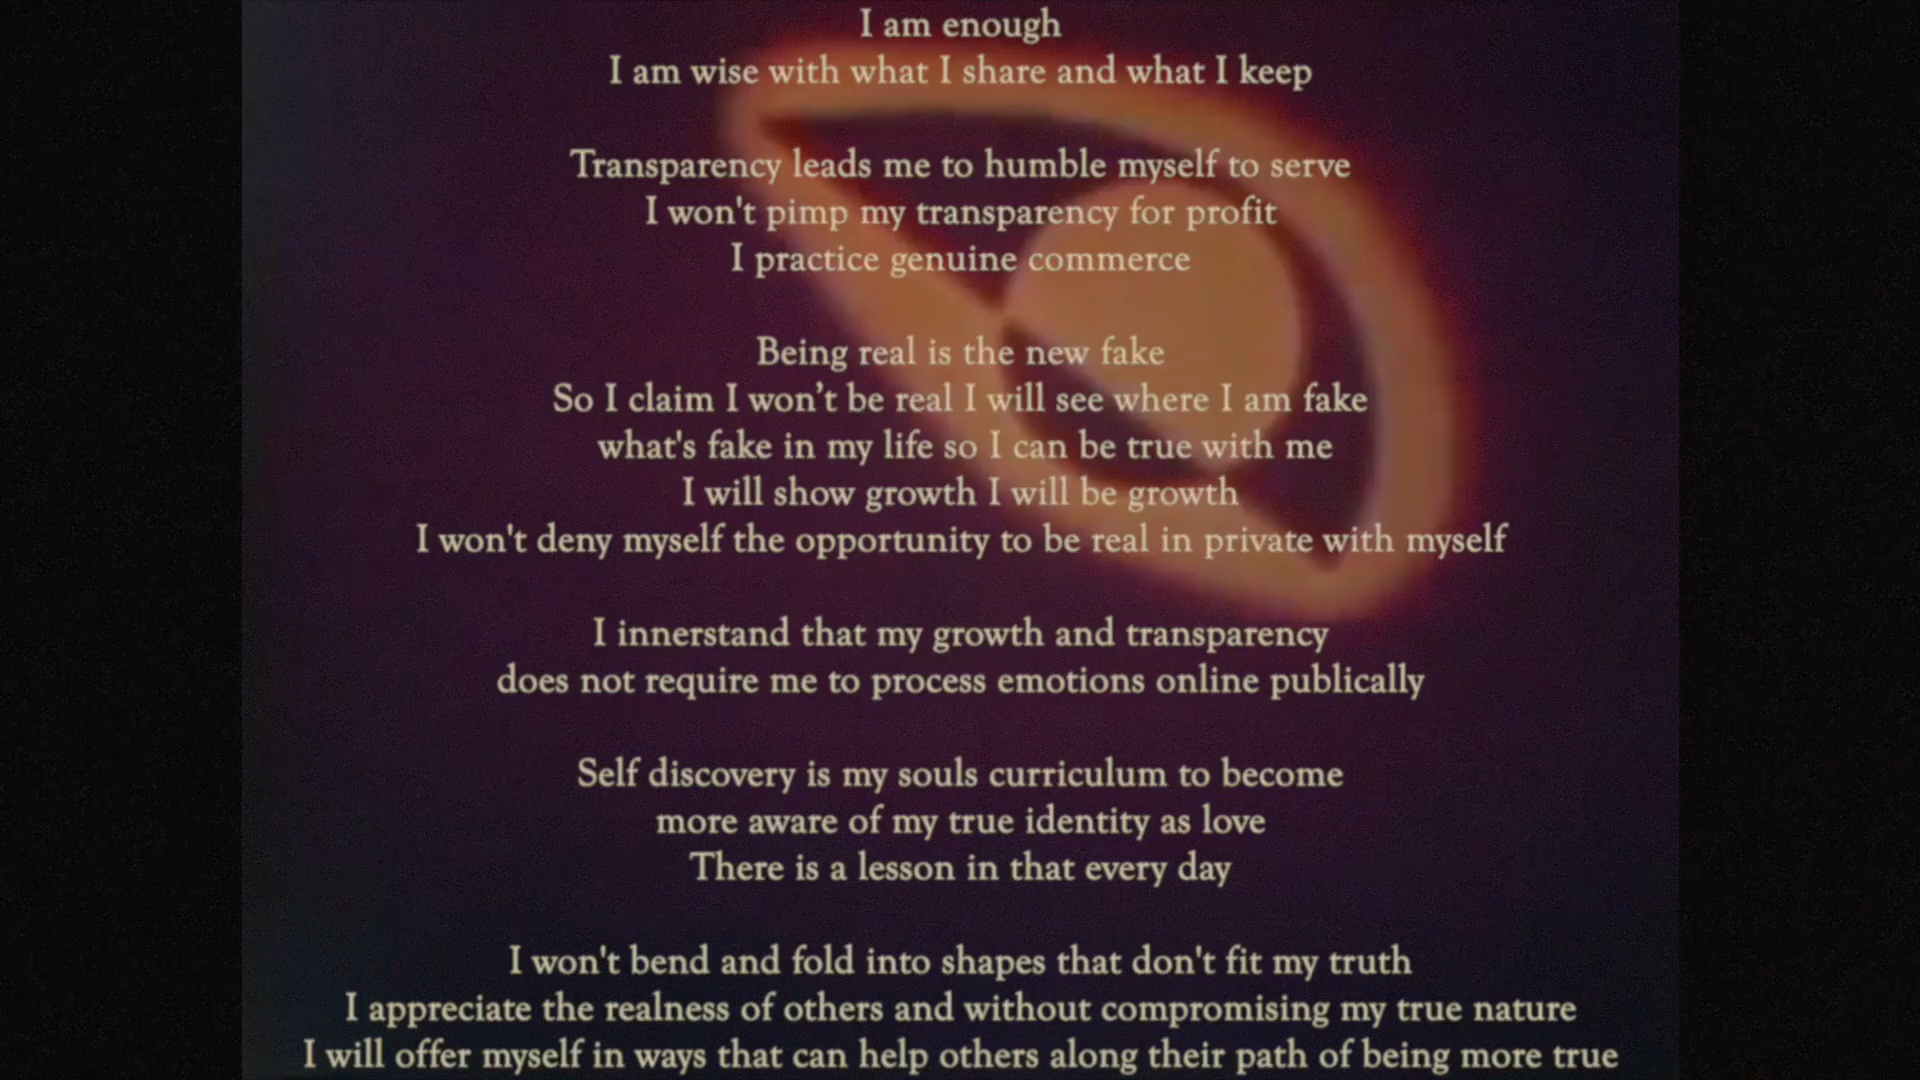 I am enough
I am wise with what I share and what I keep
Transparency leads me to humble myself to serve
I won't pimp my transparency for profit
I practice genuine commerce
Being real is the new fake
So I claim I won’t be real I will see where I am fake
what's fake in my life so I can be true with me
I will show growth I will be growth
I won't deny myself the opportunity to be real in private with myself
I innerstand that my growth and transparency
does not require me to process emotions online publically
Self discovery is my souls curriculum to become
more aware of my true identity as love
There is a lesson in that every day
I won't bend and fold into shapes that don't fit my truth
I appreciate the realness of others and without compromising my true nature
I will offer myself in ways that can help others along their path of being more true